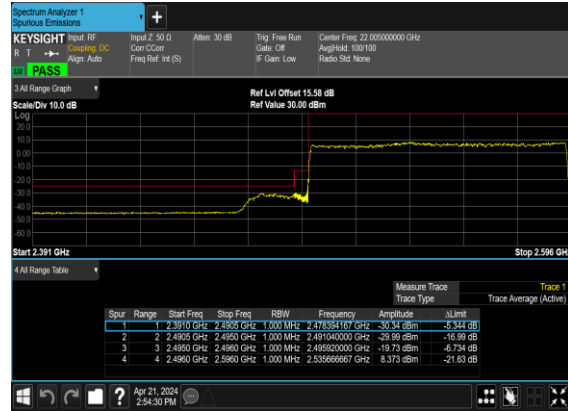 Spectrum Analyzer 1
Spurious Emissions
KEYSIGHT Input: RF Input Z: 50 Ω Atten: 30 dB Trig: Free Run Center Freq: 22.005000000 GHz
R T Coupling: DC Corr CCorr Gate: Off Avg|Hold: 100/100
Align: Auto Freq Ref: Int (S) IF Gain: Low Radio Std: None
PASS
3 All Range Graph
Ref Lvl Offset 15.58 dB
Scale/Div 10.0 dB Ref Value 30.00 dBm
Log
20.0
10.0
0.00
-10.0
-20.0
-30.0
-40.0
-50.0
-60.0
Start 2.391 GHz Stop 2.596 GH
4 All Range Table
Measure Trace Trace 1
Trace Type Trace Average (Active)
Spur Range Start Freq Stop Freq RBW Frequency Amplitude ΔLimit
1 1 2.3910 GHz 2.4905 GHz 1.000 MHz 2.478394167 GHz -30.34 dBm -5.344 dB
2 2 2.4905 GHz 2.4950 GHz 1.000 MHz 2.491040000 GHz -29.99 dBm -16.99 dB
3 3 2.4950 GHz 2.4960 GHz 1.000 MHz 2.495920000 GHz -19.73 dBm -6.734 dB
4 4 2.4960 GHz 2.5960 GHz 1.000 MHz 2.535666667 GHz 8.373 dBm -21.63 dB
? Apr 21, 2024
2:54:30 PM